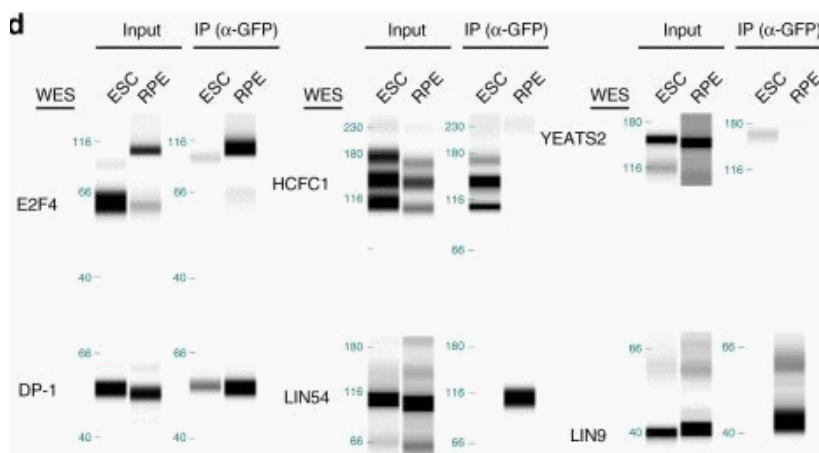 d
Input IP (α-GFP) Input IP (α-GFP) Input IP (α-GFP)
WES ESC RPE ESC RPE WES ESC RPE ESC RPE WES ESC RPE ESC RPE
116 116 230 230 180 180
E2F4 66 66 HCFC1 180 180 YEATS2 116 116
116 116
40 40 66
66 66 180 180 66 66
DP-1 LIN54 116 116 LIN9
40 40 66 66 40 40